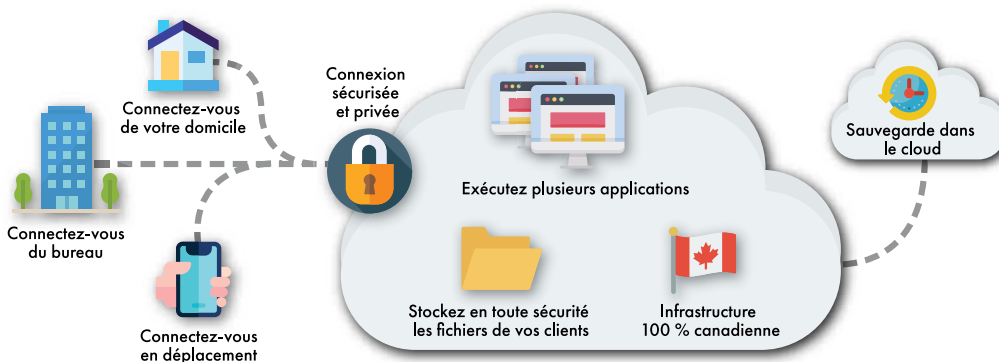 Connectez-vous
de votre domicile
Connectez-vous
du bureau
Connectez-vous
en déplacement
Connexion
sécurisée
et privée
Exécutez plusieurs applications
Stockez en toute sécurité
les fichiers de vos clients
Infrastructure
100 % canadienne
Sauvegarde dans
le cloud